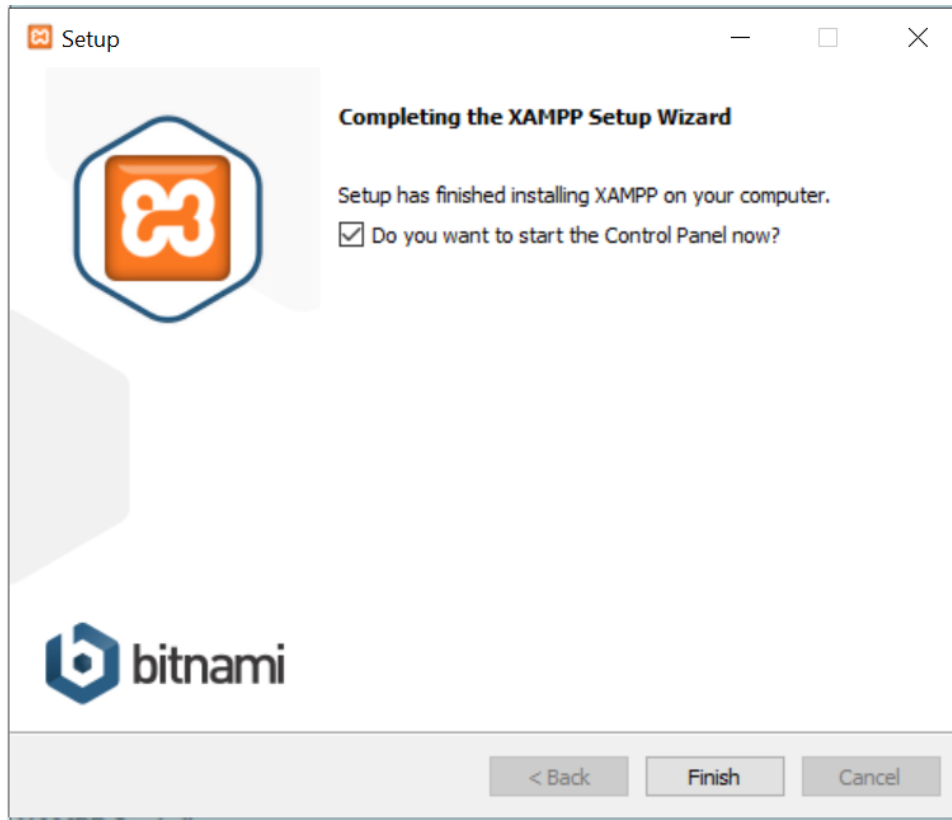 Setup
Completing the XAMPP Setup Wizard
Setup has finished installing XAMPP on your computer.
Do you want to start the Control Panel now?
bitnami
< Back
Finish
Cancel